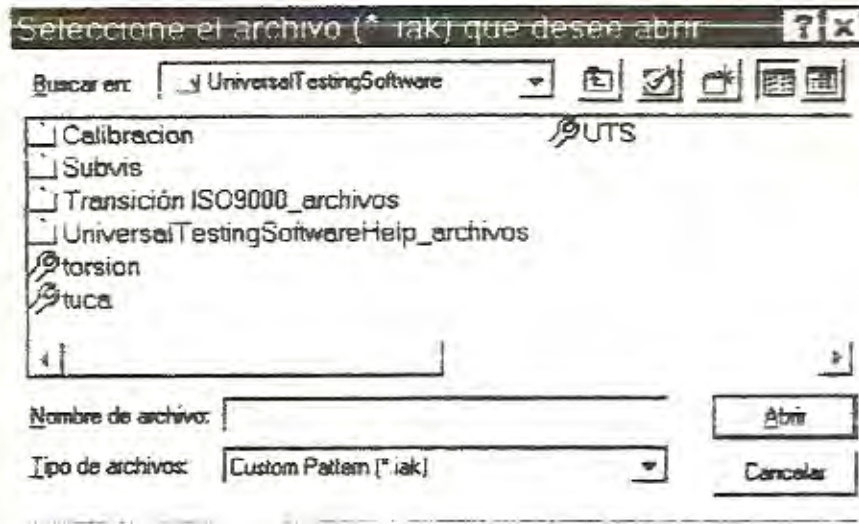 Seleccione el archivo (*.iak) que desee abrir
Buscar en: UniversalTestingSoftware
Calibracion
Subvis
Transición ISO9000_archivos
UniversalTestingSoftwareHelp_archivos
torsion
tuca
UTS
Nombre de archivo:
Abrir
Tipo de archivos: Custom Pattern (*.iak)
Cancelar